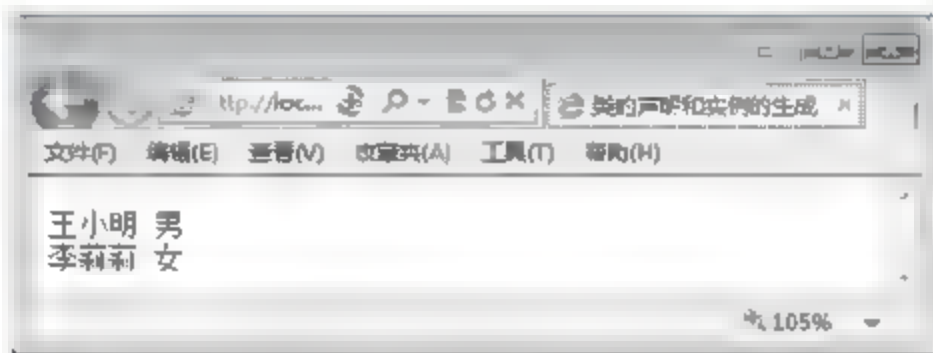 ttp://loc... 类的声明和实例的生成
文件(F) 编辑(E) 查看(V) 收藏夹(A) 工具(T) 帮助(H)
王小明 男
李莉莉 女
105%